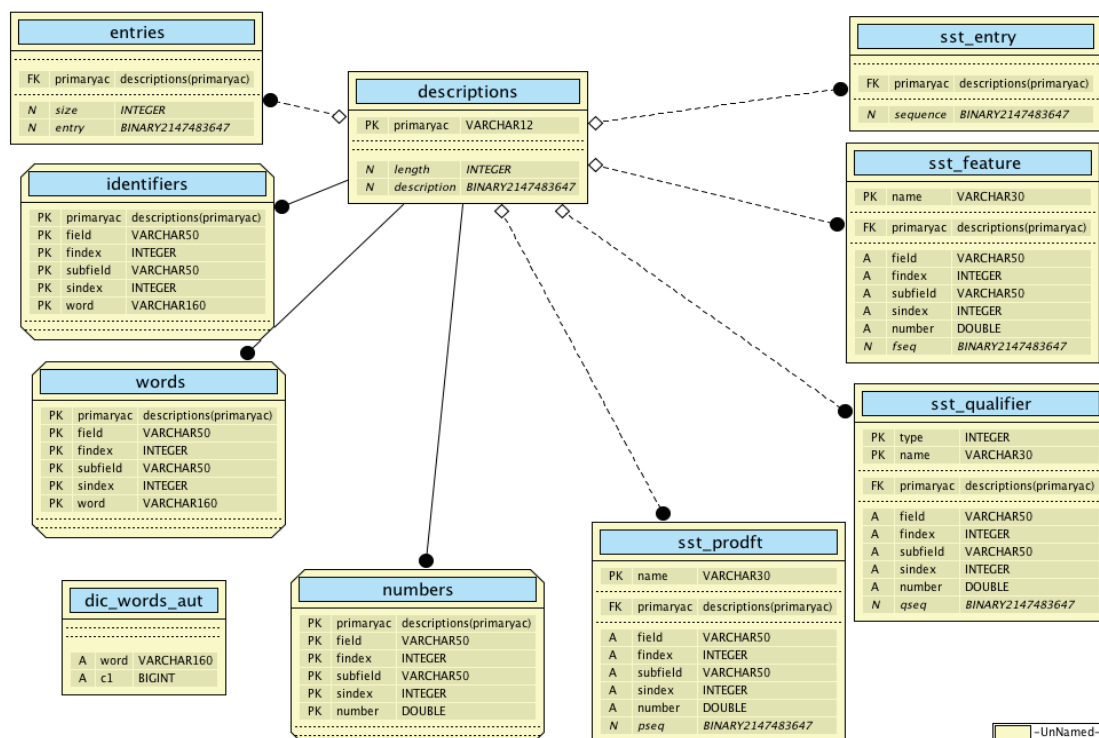 entries
FK primaryac descriptions(primaryac)
N size INTEGER
N entry BINARY2147483647
descriptions
PK primaryac VARCHAR12
N length INTEGER
N description BINARY2147483647
sst_entry
FK primaryac descriptions(primaryac)
N sequence BINARY2147483647
identifiers
PK primaryac descriptions(primaryac)
PK field VARCHAR50
PK findex INTEGER
PK subfield VARCHAR50
PK sindex INTEGER
PK word VARCHAR160
sst_feature
PK name VARCHAR30
FK primaryac descriptions(primaryac)
A field VARCHAR50
A findex INTEGER
A subfield VARCHAR50
A sindex INTEGER
A number DOUBLE
N fseq BINARY2147483647
words
PK primaryac descriptions(primaryac)
PK field VARCHAR50
PK findex INTEGER
PK subfield VARCHAR50
PK sindex INTEGER
PK word VARCHAR160
sst_qualifier
PK type INTEGER
PK name VARCHAR30
FK primaryac descriptions(primaryac)
A field VARCHAR50
A findex INTEGER
A subfield VARCHAR50
A sindex INTEGER
A number DOUBLE
N qseq BINARY2147483647
dic_words_aut
A word VARCHAR160
A c1 BIGINT
numbers
PK primaryac descriptions(primaryac)
PK field VARCHAR50
PK findex INTEGER
PK subfield VARCHAR50
PK sindex INTEGER
PK number DOUBLE
sst_prodft
PK name VARCHAR30
FK primaryac descriptions(primaryac)
A field VARCHAR50
A findex INTEGER
A subfield VARCHAR50
A sindex INTEGER
A number DOUBLE
N pseq BINARY2147483647
-UnNamed-